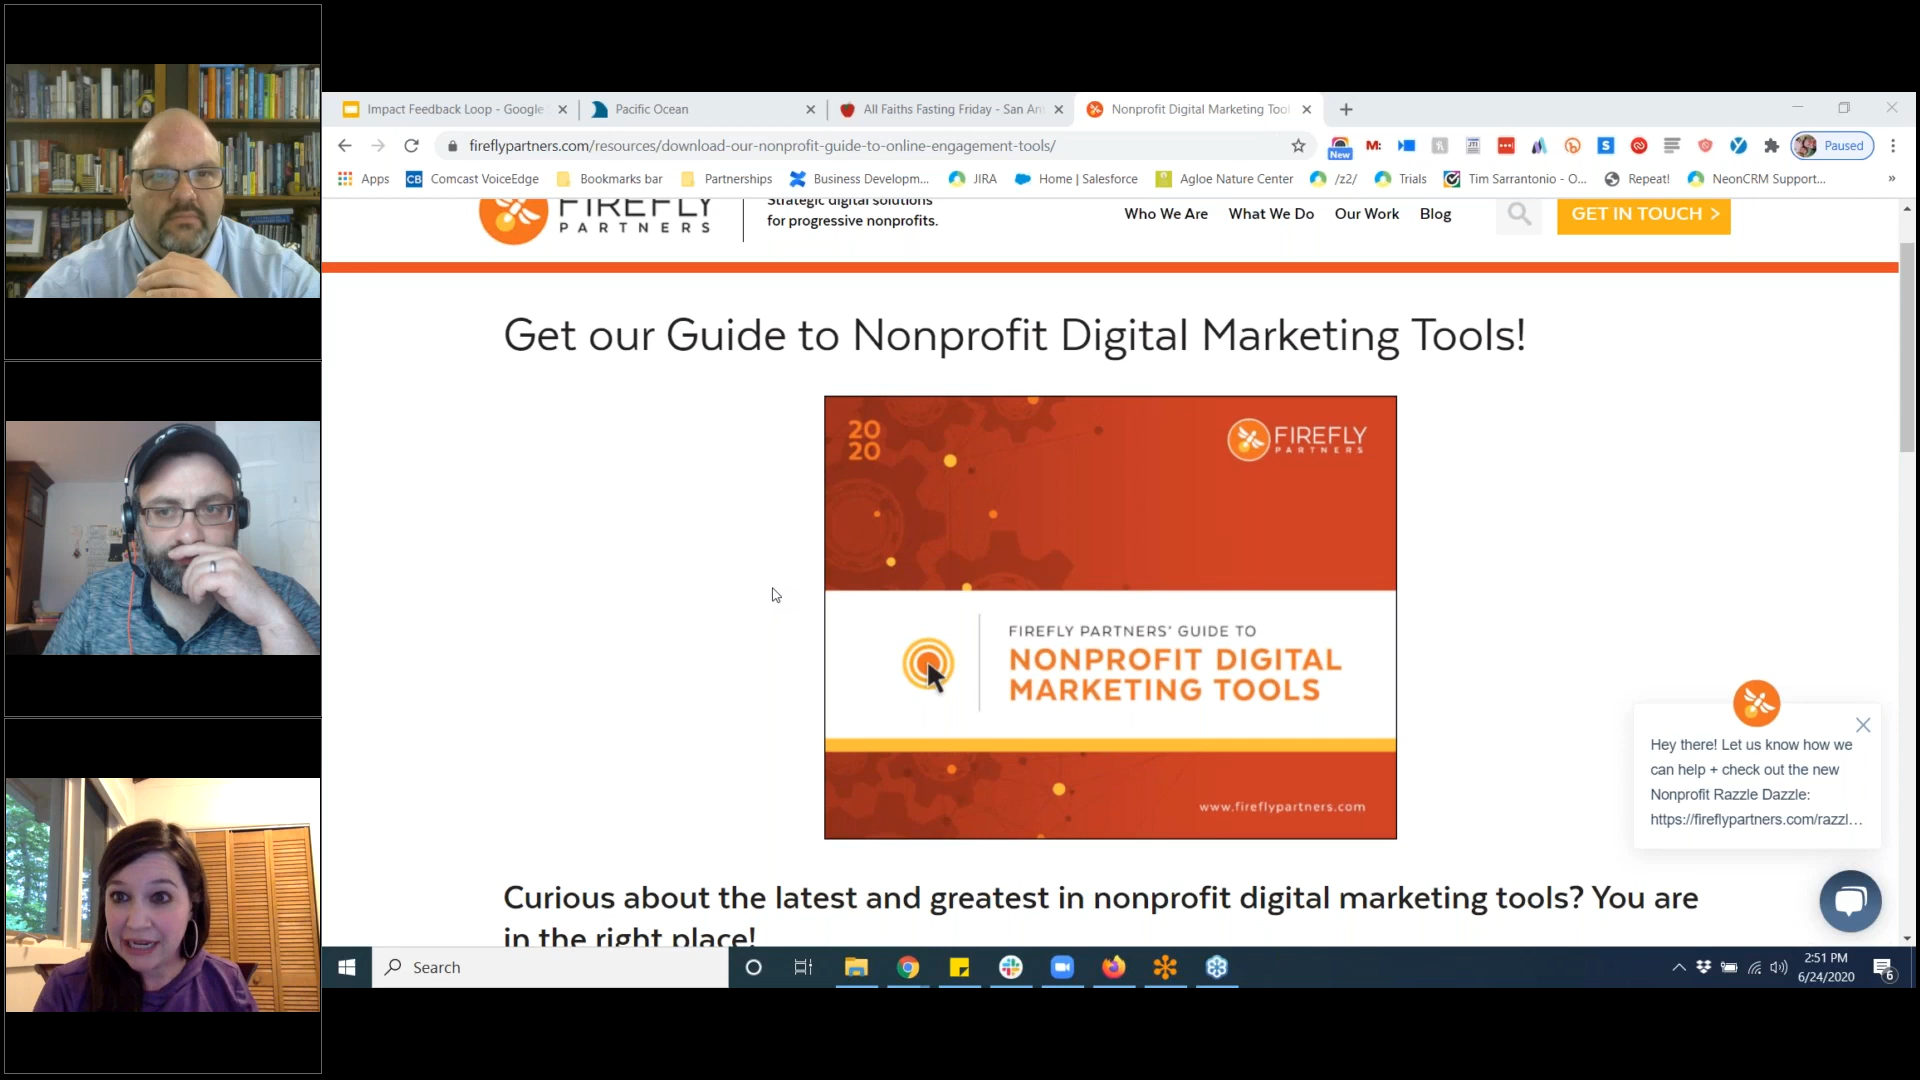 Impact Feedback Loop - Google
Pacific Ocean
All Faiths Fasting Friday - San An
Nonprofit Digital Marketing Tool
fireflypartners.com/resources/download-our-nonprofit-guide-to-online-engagement-tools/
New
M:
S
Paused
Apps
CB
Comcast VoiceEdge
Bookmarks bar
Partnerships
Business Developm...
JIRA
Home | Salesforce
Agloe Nature Center
/z2/
Trials
Tim Sarrantonio - O...
Repeat!
NeonCRM Support...
»
FIREFLY
PARTNERS
Strategic digital solutions
for progressive nonprofits.
Who We Are
What We Do
Our Work
Blog
GET IN TOUCH >
Get our Guide to Nonprofit Digital Marketing Tools!
20
20
FIREFLY
PARTNERS
FIREFLY PARTNERS' GUIDE TO
NONPROFIT DIGITAL
MARKETING TOOLS
www.fireflypartners.com
Hey there! Let us know how we
can help + check out the new
Nonprofit Razzle Dazzle:
https://fireflypartners.com/razzl...
Curious about the latest and greatest in nonprofit digital marketing tools? You are
in the right place!
Search
2:51 PM
6/24/2020
6